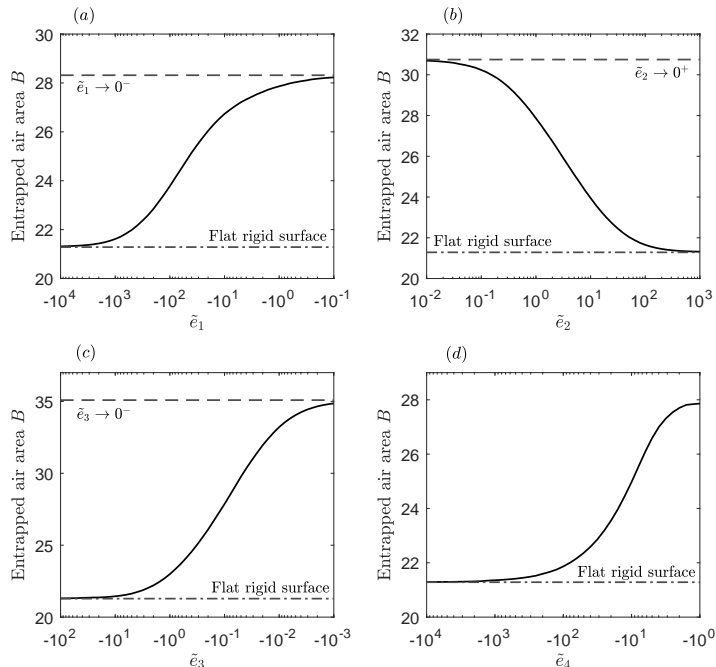 (a)
30
28
26
24
22
20
Entrapped air area B
ẽ₁ → 0⁻
Flat rigid surface
-10⁴ -10³ -10² -10¹ -10⁰ -10⁻¹
ẽ₁
(b)
32
30
28
26
24
22
20
Entrapped air area B
ẽ₂ → 0⁺
Flat rigid surface
10⁻² 10⁻¹ 10⁰ 10¹ 10² 10³
ẽ₂
(c)
35
30
25
20
Entrapped air area B
ẽ₃ → 0⁻
Flat rigid surface
-10² -10¹ -10⁰ -10⁻¹ -10⁻² -10⁻³
ẽ₃
(d)
28
26
24
22
20
Entrapped air area B
Flat rigid surface
-10⁴ -10³ -10² -10¹ -10⁰
ẽ₄